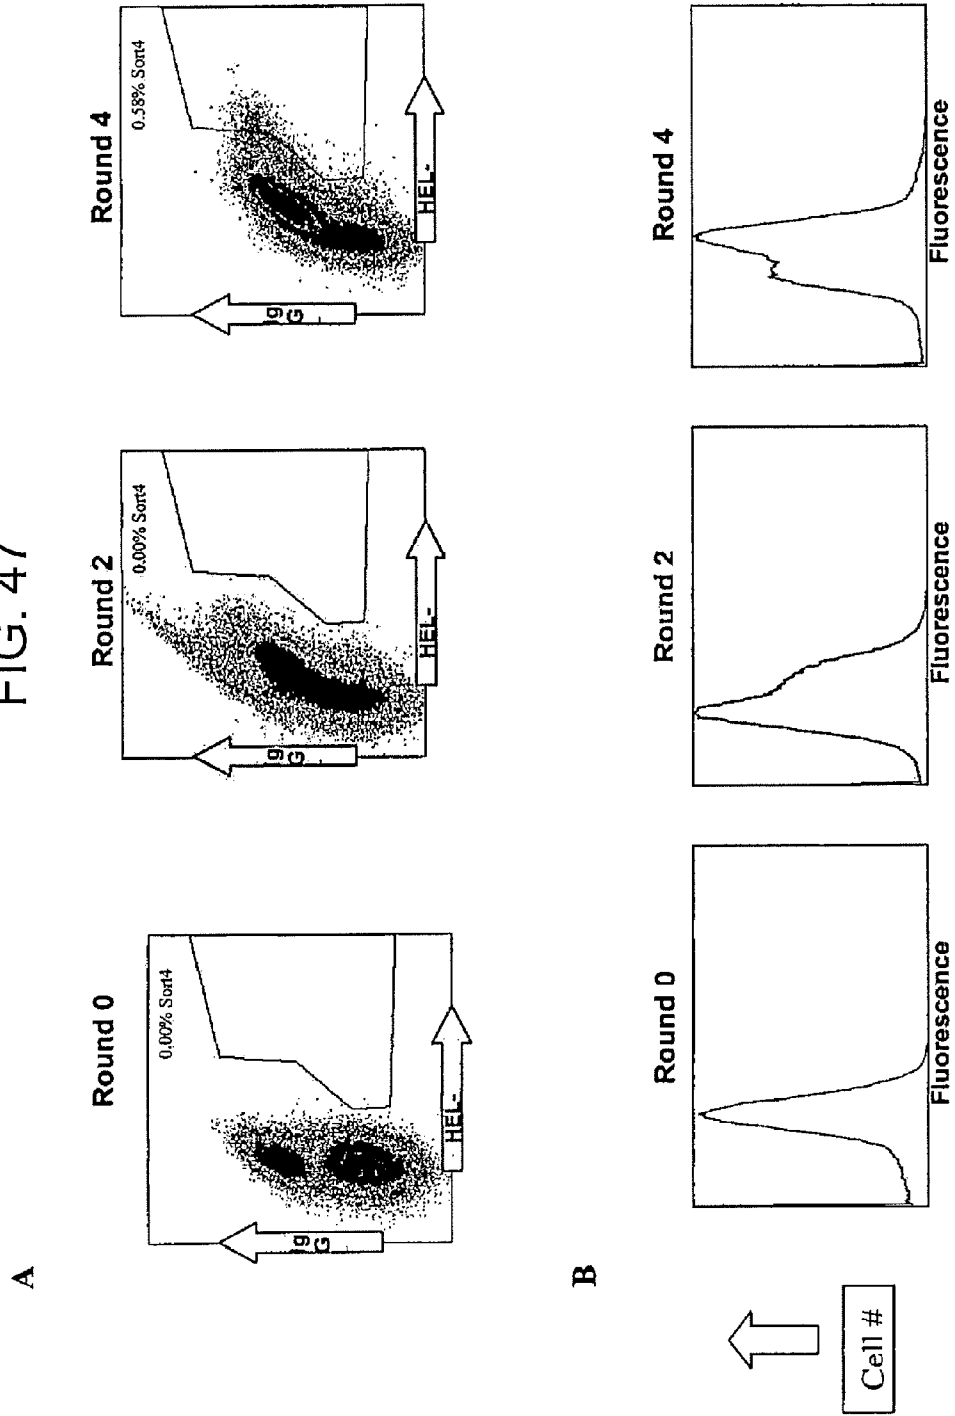 FIG. 47
A
Round 0
Round 2
Round 4
0.00% Sort4
0.00% Sort4
0.58% Sort4
Ig
G
Ig
G
Ig
G
HEL-
HEL-
HEL-
B
Round 0
Round 2
Round 4
Cell #
Fluorescence
Fluorescence
Fluorescence